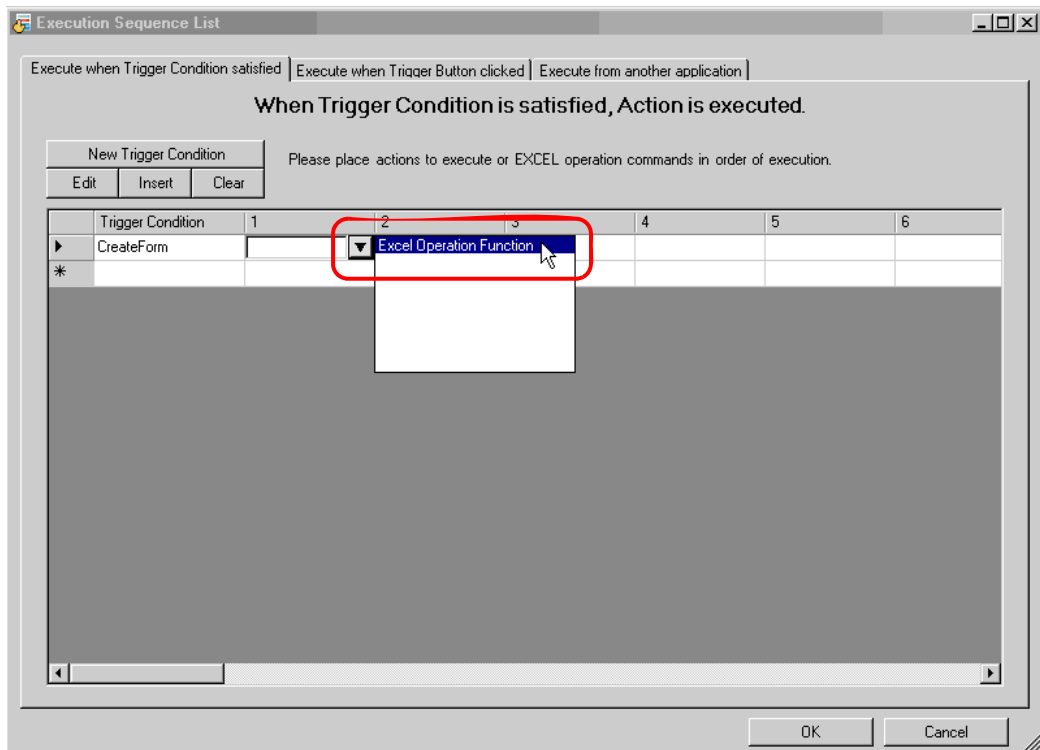 Execution Sequence List
Execute when Trigger Condition satisfied Execute when Trigger Button clicked Execute from another application
When Trigger Condition is satisfied, Action is executed.
New Trigger Condition
Please place actions to execute or EXCEL operation commands in order of execution.
Edit Insert Clear
Trigger Condition 1 2 3 4 5 6
CreateForm Excel Operation Function
OK Cancel